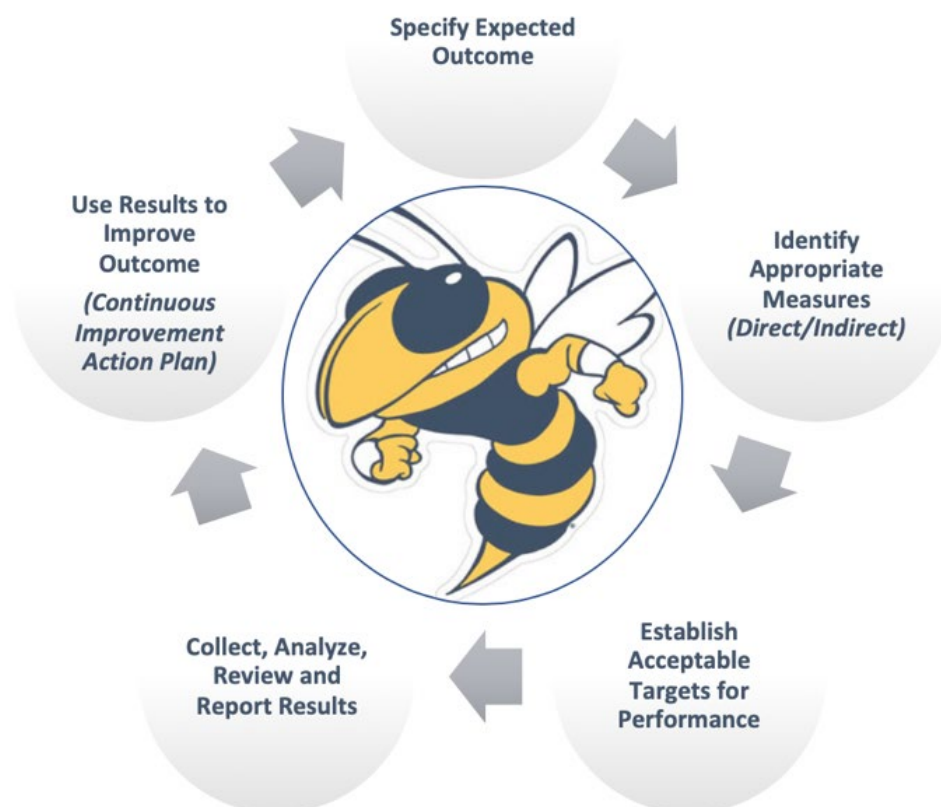 Specify Expected
Outcome
Identify
Appropriate
Measures
(Direct/Indirect)
Establish
Acceptable
Targets for
Performance
Collect, Analyze,
Review and
Report Results
Use Results to
Improve
Outcome
(Continuous
Improvement
Action Plan)